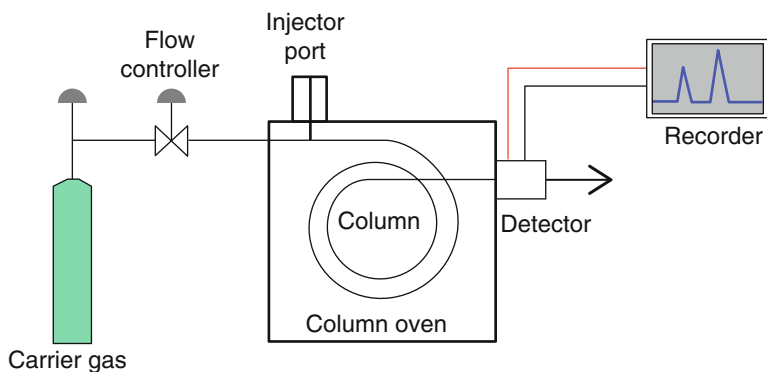 Injector
port
Flow
controller
Recorder
Column
Detector
Column oven
Carrier gas